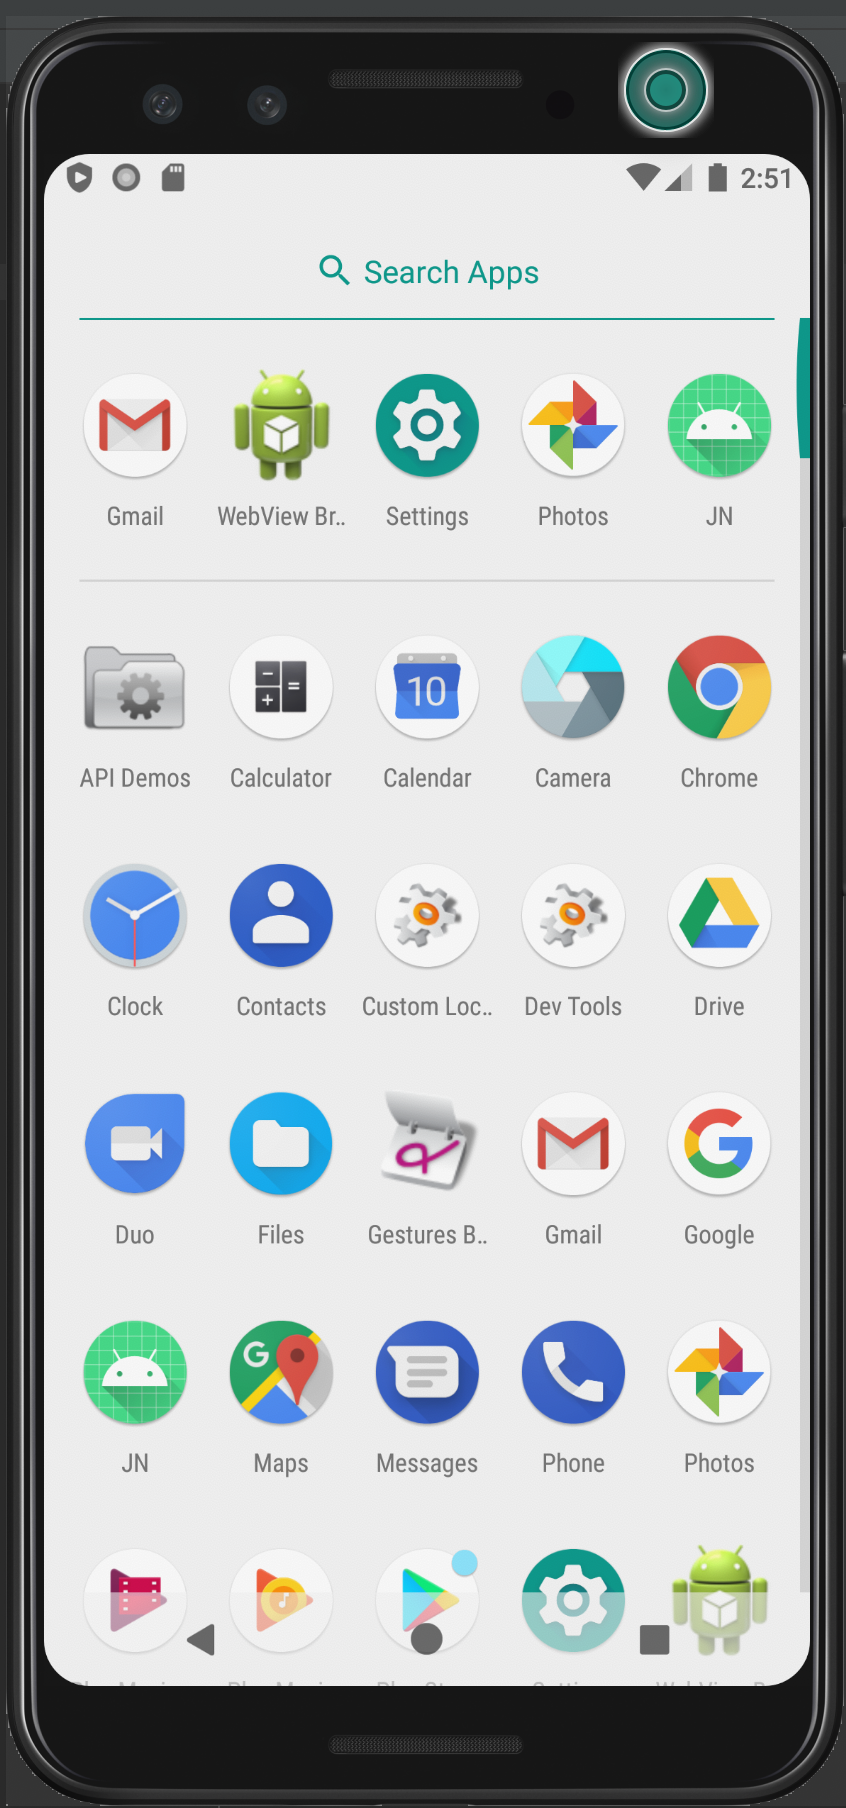 2:51
Search Apps
Gmail WebView Br.. Settings Photos JN
10
API Demos Calculator Calendar Camera Chrome
Clock Contacts Custom Loc.. Dev Tools Drive
G
Duo Files Gestures B.. Gmail Google
G
JN Maps Messages Phone Photos